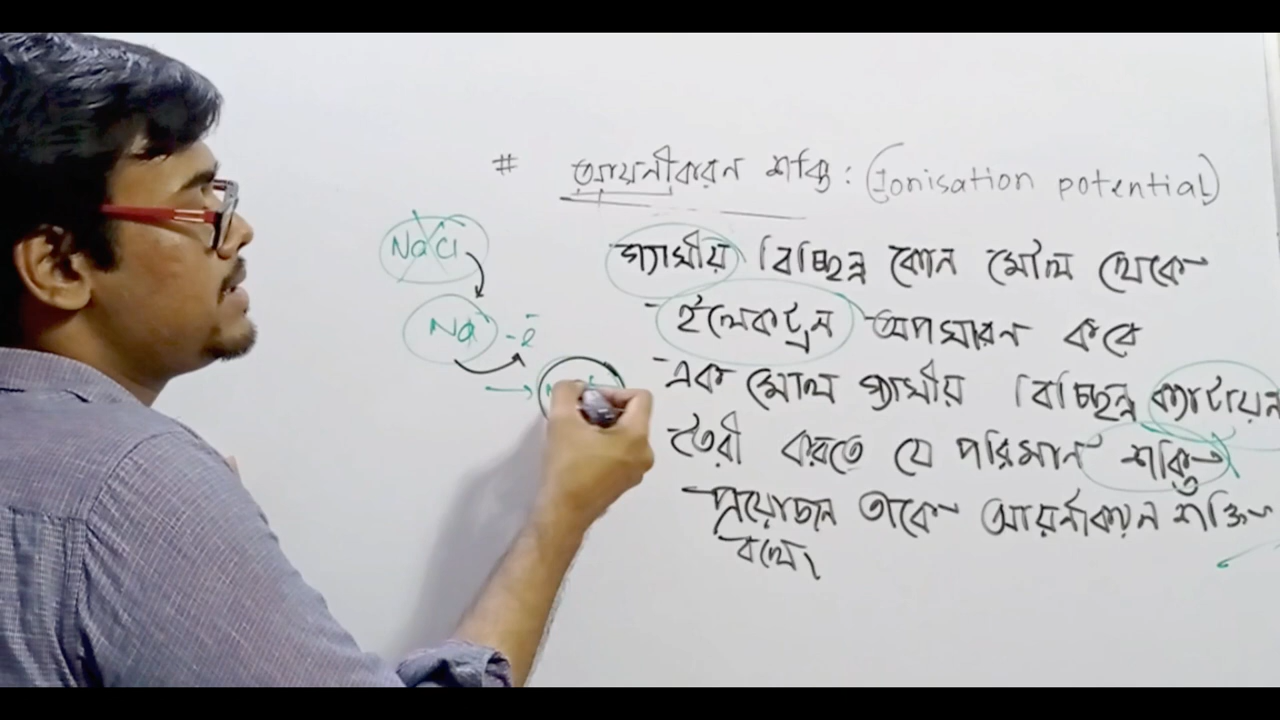 # আয়নীকরন শক্তি : (Ionisation potential)
গ্যাসীয় বিচ্ছিন্ন কোন মৌল থেকে
ইলেকট্রন অপসারন করে
এক মোল গ্যাসীয় বিচ্ছিন্ন ক্যাটায়ন
তৈরী করতে যে পরিমান শক্তি
প্রয়োজন তাকে আয়নীকরন শক্তি
বলে।
NaCl
Na -e̅
→